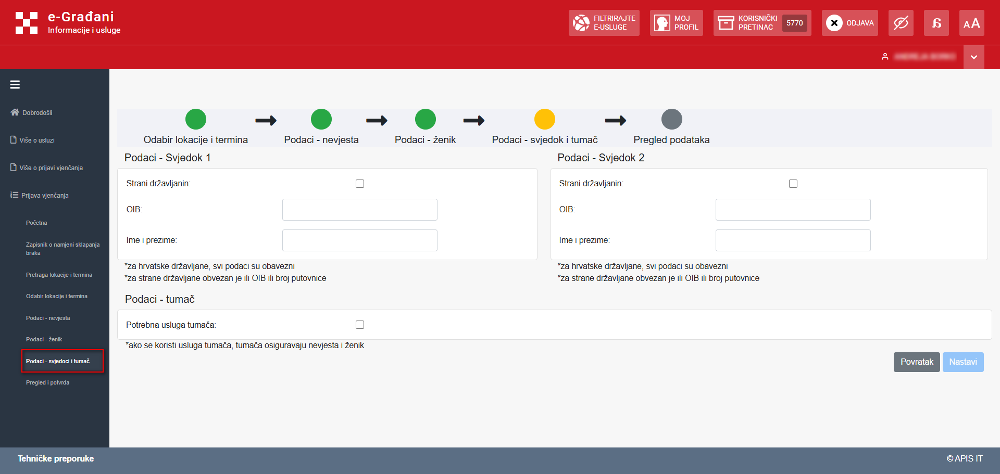 e-Građani
Informacije i usluge
FILTRIRAJTE
E-USLUGE
MOJ
PROFIL
KORISNIČKI
PRETINAC
5770
ODJAVA
AA
Dobrodošli
Više o usluzi
Više o prijavi vjenčanja
Prijava vjenčanja
Početna
Zapisnik o namjeni sklapanja
braka
Pretraga lokacije i termina
Odabir lokacije i termina
Podaci - nevjesta
Podaci - ženik
Podaci - svjedoci i tumač
Pregled i potvrda
Odabir lokacije i termina
Podaci - nevjesta
Podaci - ženik
Podaci - svjedok i tumač
Pregled podataka
Podaci - Svjedok 1
Strani državljanin:
OIB:
Ime i prezime:
*za hrvatske državljane, svi podaci su obavezni
*za strane državljane obvezan je ili OIB ili broj putovnice
Podaci - Svjedok 2
Strani državljanin:
OIB:
Ime i prezime:
*za hrvatske državljane, svi podaci su obavezni
*za strane državljane obvezan je ili OIB ili broj putovnice
Podaci - tumač
Potrebna usluga tumača:
*ako se koristi usluga tumača, tumača osiguravaju nevjesta i ženik
Povratak
Nastavi
Tehničke preporuke
© APIS IT